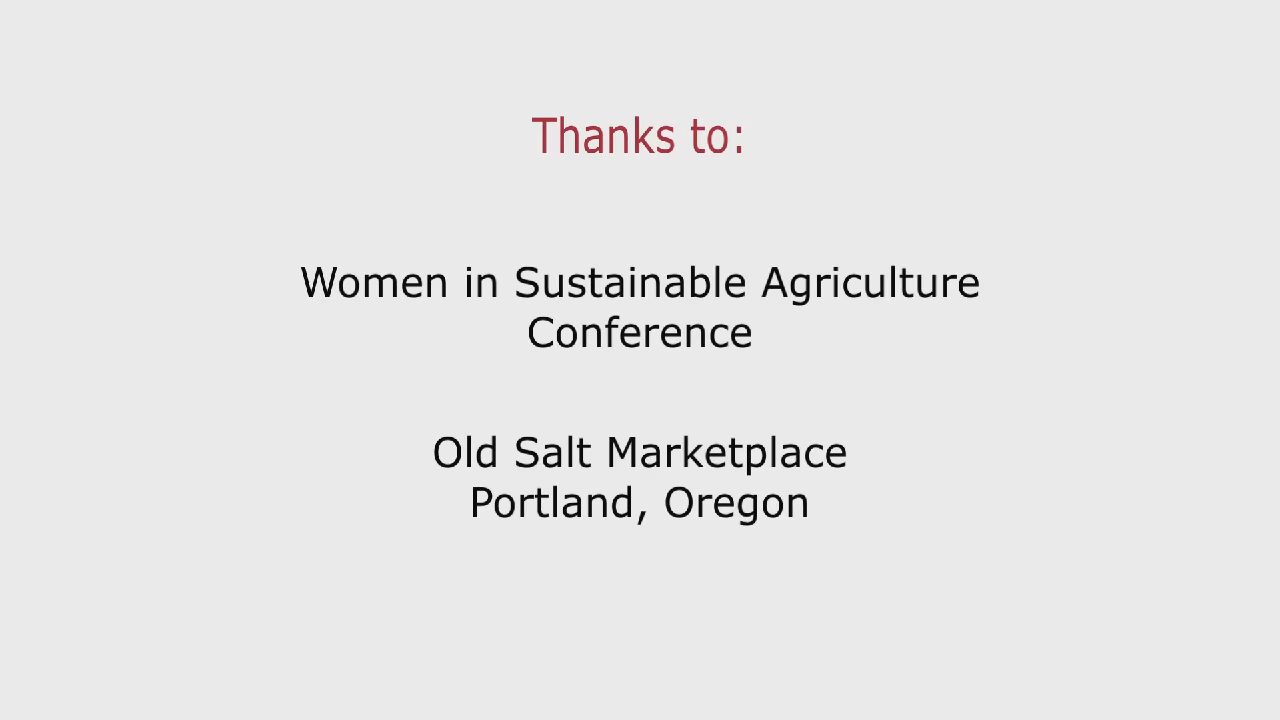 Thanks to:
Women in Sustainable Agriculture
Conference
Old Salt Marketplace
Portland, Oregon